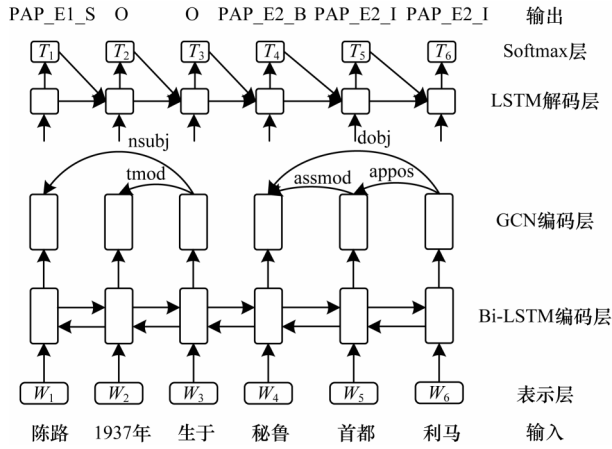 PAP_E1_S O O PAP_E2_B PAP_E2_I PAP_E2_I 输出
T1 T2 T3 T4 T5 T6 Softmax层
LSTM解码层
nsubj dobj
tmod assmod appos
GCN编码层
Bi-LSTM编码层
W1 W2 W3 W4 W5 W6 表示层
陈路 1937年 生于 秘鲁 首都 利马 输入